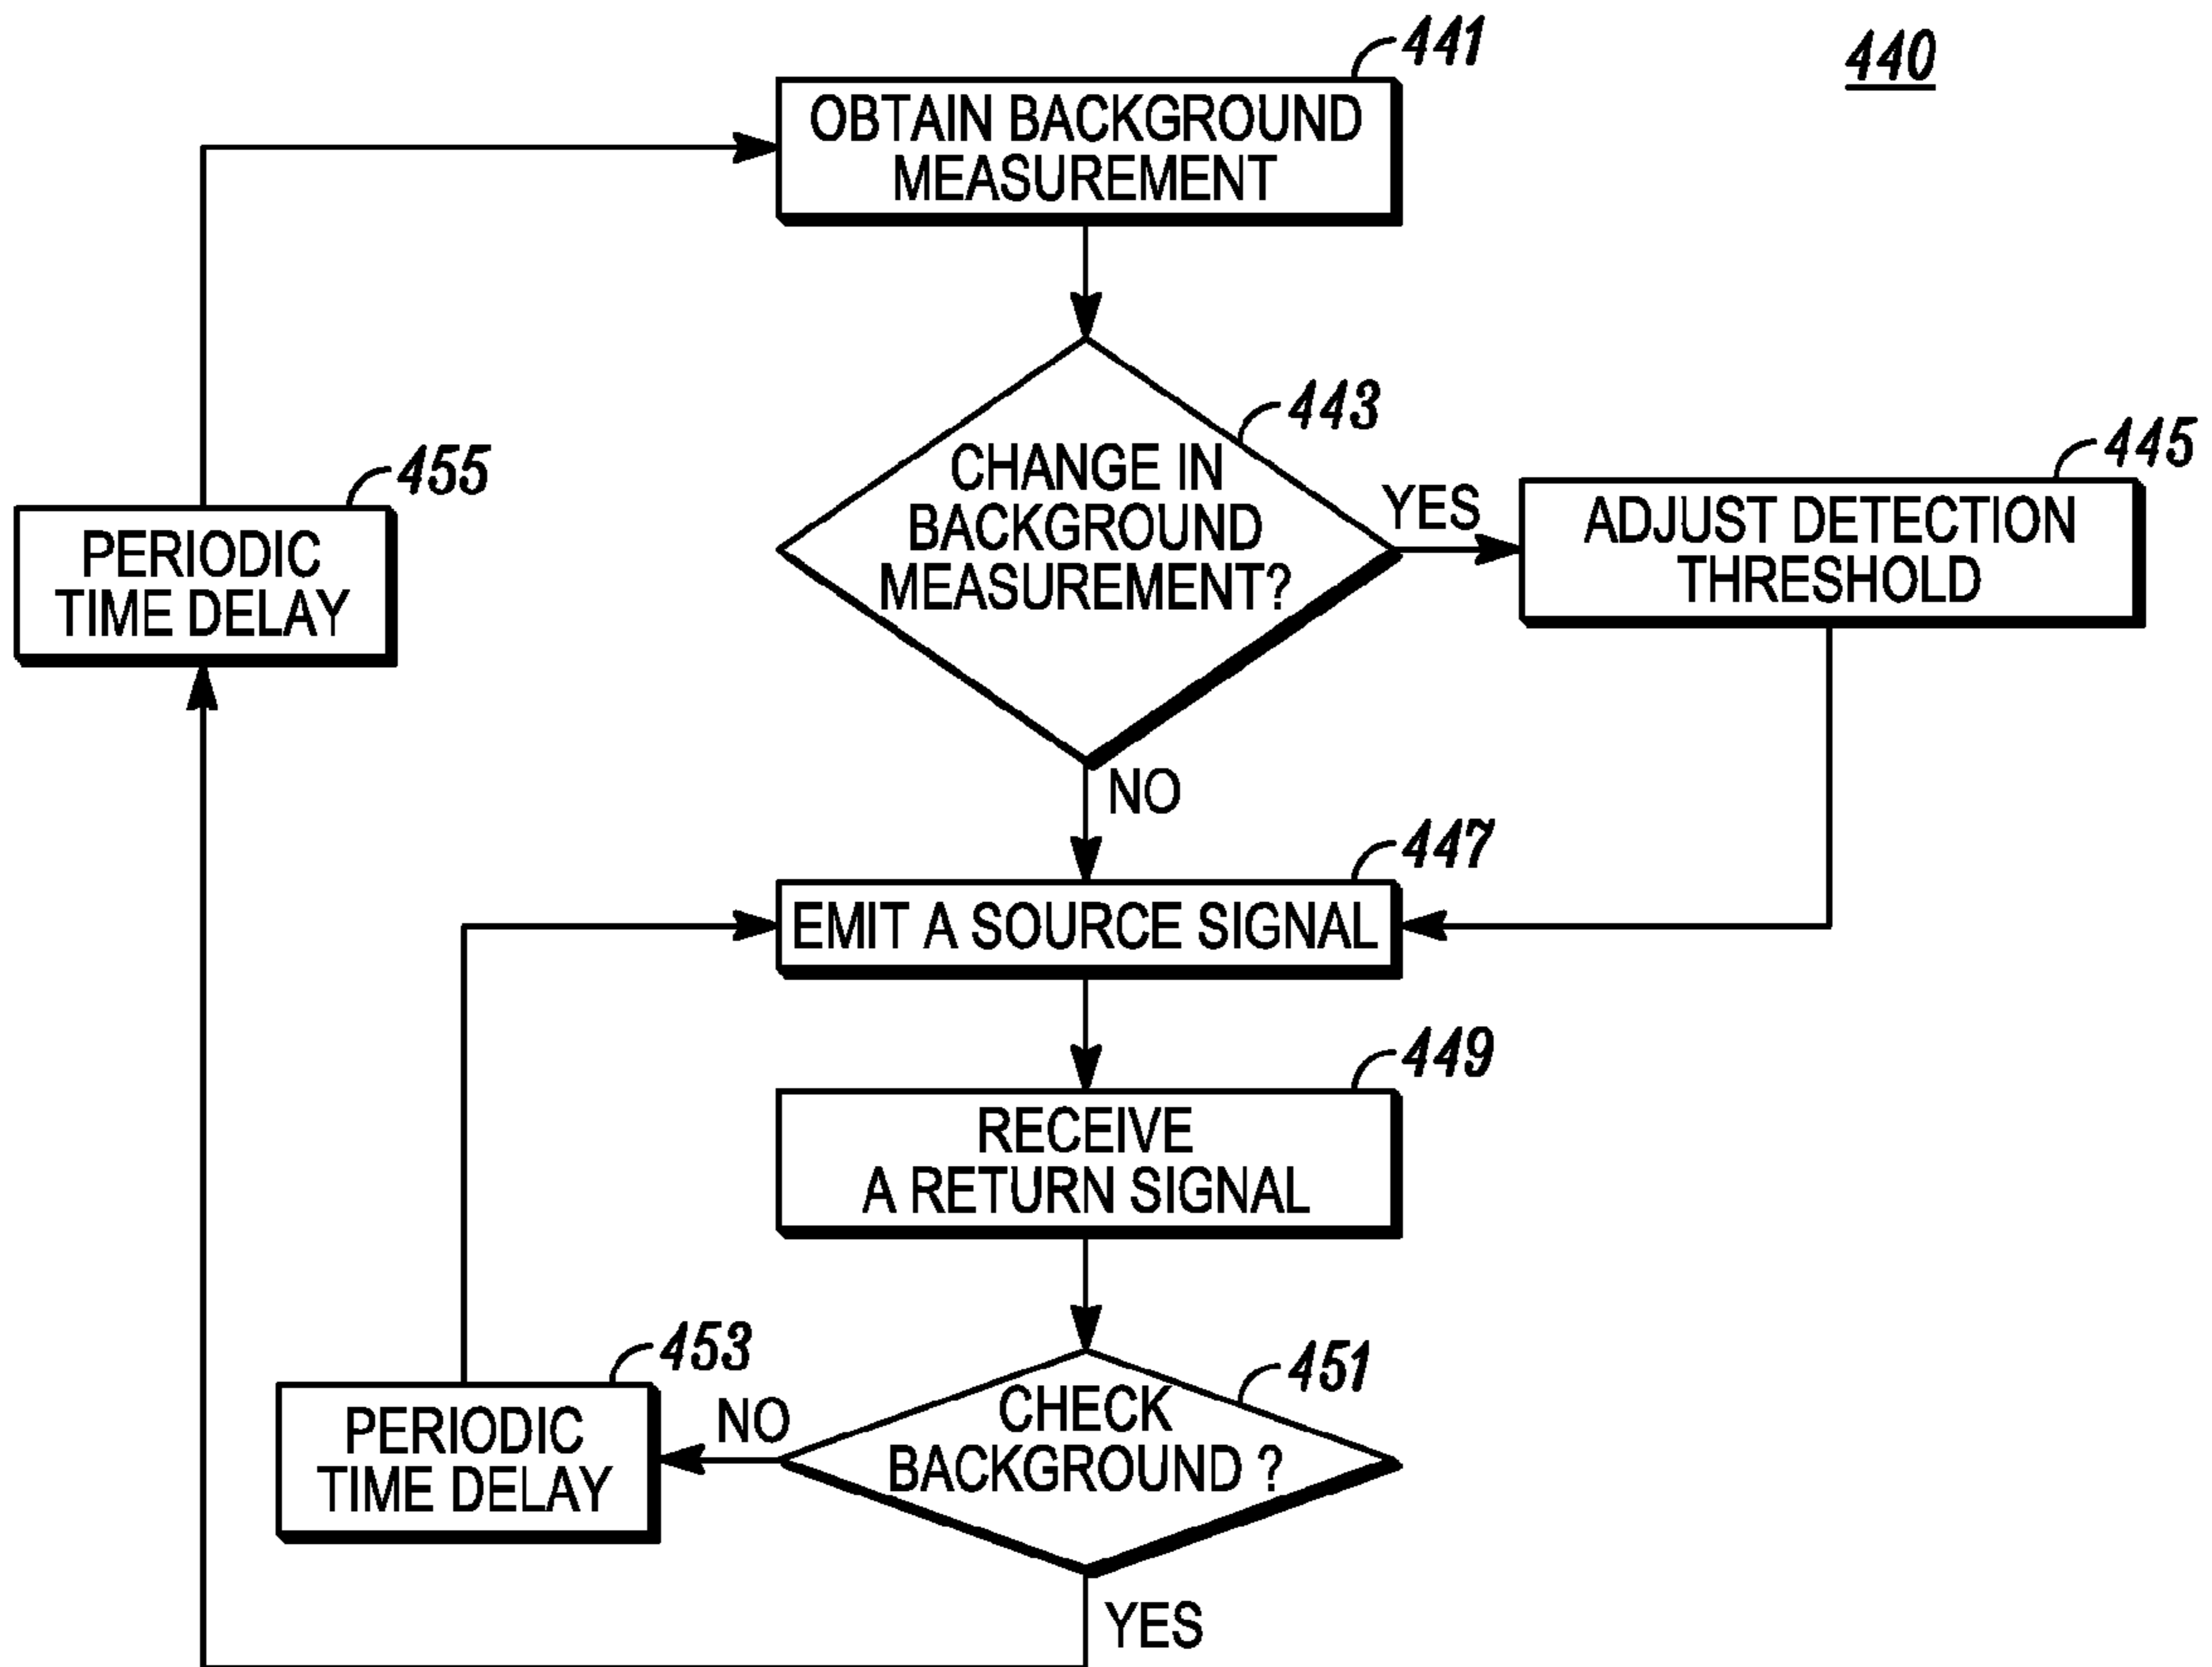 441
440
OBTAIN BACKGROUND
MEASUREMENT
443
CHANGE IN
BACKGROUND
MEASUREMENT?
YES
445
ADJUST DETECTION
THRESHOLD
455
PERIODIC
TIME DELAY
NO
447
EMIT A SOURCE SIGNAL
449
RECEIVE
A RETURN SIGNAL
451
CHECK
BACKGROUND ?
NO
453
PERIODIC
TIME DELAY
YES